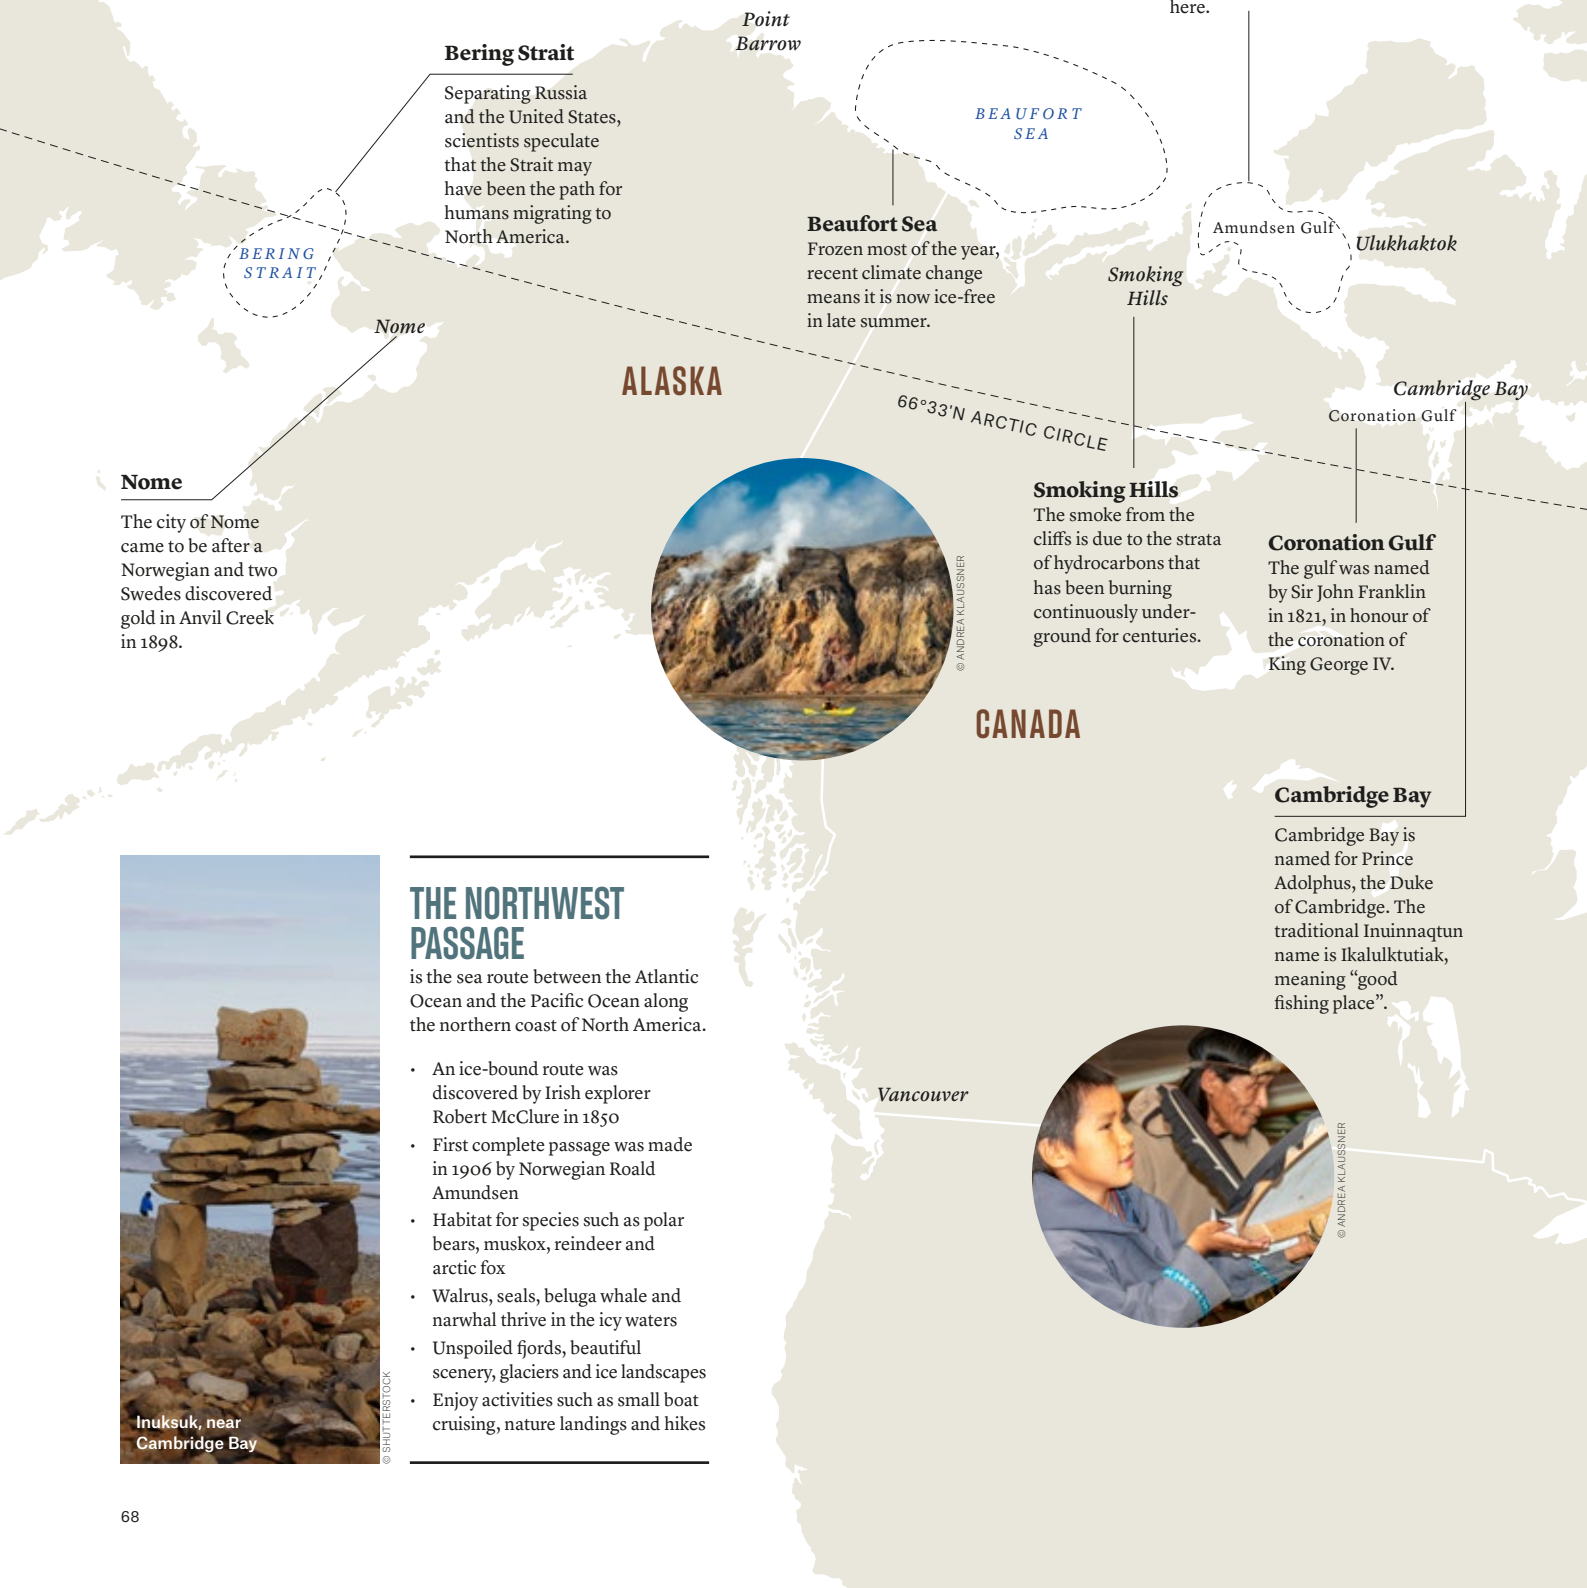 here.
Point
Barrow
Bering Strait
Separating Russia
and the United States,
scientists speculate
that the Strait may
have been the path for
humans migrating to
North America.
BEAUFORT
SEA
BERING
STRAIT
Beaufort Sea
Frozen most of the year,
recent climate change
means it is now ice-free
in late summer.
Amundsen Gulf
Ulukhaktok
Smoking
Hills
Nome
ALASKA
66°33'N ARCTIC CIRCLE
Cambridge Bay
Coronation Gulf
Nome
The city of Nome
came to be after a
Norwegian and two
Swedes discovered
gold in Anvil Creek
in 1898.
© ANDREA KLAUSSNER
Smoking Hills
The smoke from the
cliffs is due to the strata
of hydrocarbons that
has been burning
continuously under-
ground for centuries.
Coronation Gulf
The gulf was named
by Sir John Franklin
in 1821, in honour of
the coronation of
King George IV.
CANADA
Cambridge Bay
Cambridge Bay is
named for Prince
Adolphus, the Duke
of Cambridge. The
traditional Inuinnaqtun
name is Ikalulktutiak,
meaning “good
fishing place”.
THE NORTHWEST
PASSAGE
is the sea route between the Atlantic
Ocean and the Pacific Ocean along
the northern coast of North America.
• An ice-bound route was
discovered by Irish explorer
Robert McClure in 1850
• First complete passage was made
in 1906 by Norwegian Roald
Amundsen
• Habitat for species such as polar
bears, muskox, reindeer and
arctic fox
• Walrus, seals, beluga whale and
narwhal thrive in the icy waters
• Unspoiled fjords, beautiful
scenery, glaciers and ice landscapes
• Enjoy activities such as small boat
cruising, nature landings and hikes
Vancouver
© ANDREA KLAUSSNER
Inuksuk, near
Cambridge Bay
© SHUTTERSTOCK
68